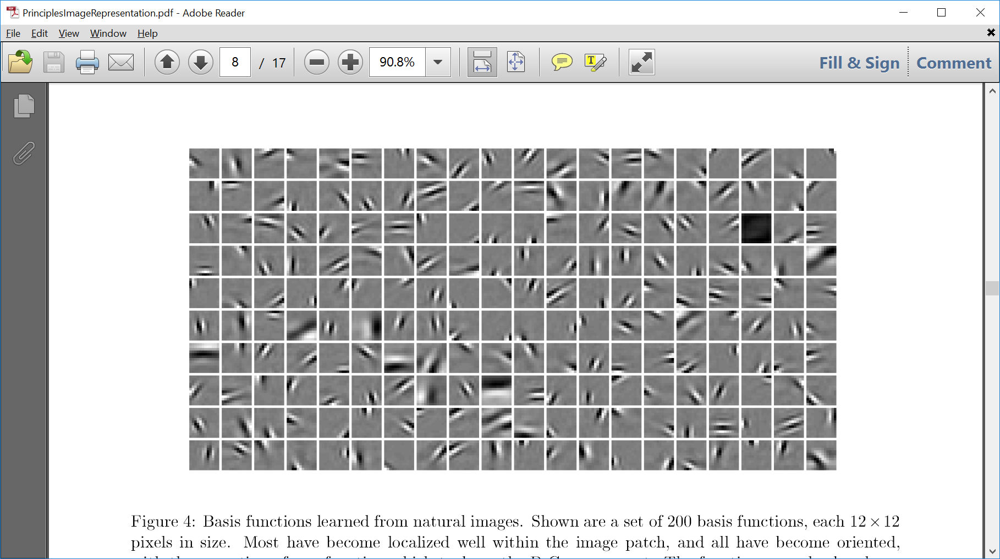 PrinciplesImageRepresentation.pdf - Adobe Reader
File Edit View Window Help
8 / 17 90.8% T Fill & Sign Comment
Figure 4: Basis functions learned from natural images. Shown are a set of 200 basis functions, each 12 × 12
pixels in size. Most have become localized well within the image patch, and all have become oriented,